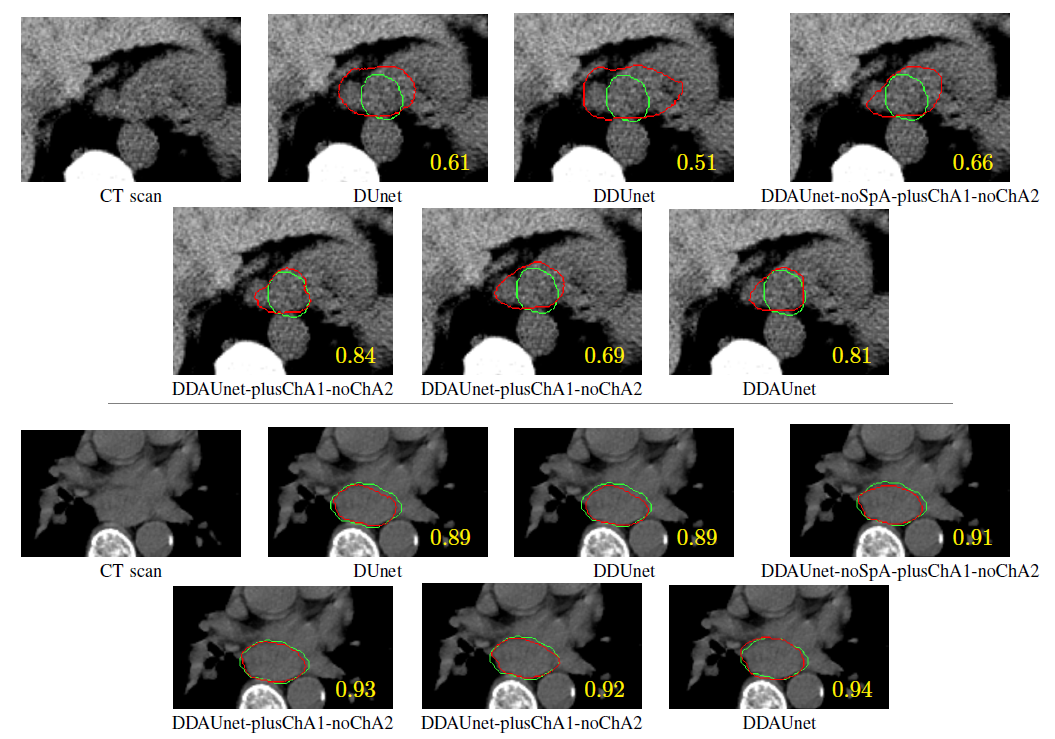 0.61 0.51 0.66
CT scan DUnet DDUnet DDAUnet-noSpA-plusChA1-noChA2
0.84 0.69 0.81
DDAUnet-plusChA1-noChA2 DDAUnet-plusChA1-noChA2 DDAUnet
0.89 0.89 0.91
CT scan DUnet DDUnet DDAUnet-noSpA-plusChA1-noChA2
0.93 0.92 0.94
DDAUnet-plusChA1-noChA2 DDAUnet-plusChA1-noChA2 DDAUnet